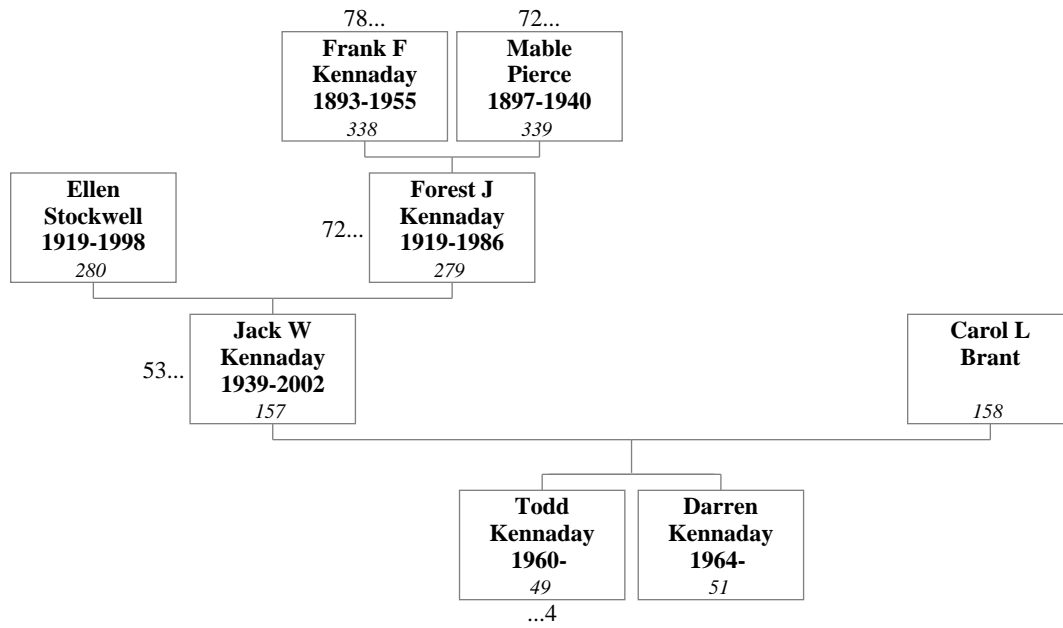 78...
Frank F
Kennaday
1893-1955
338
72...
Mable
Pierce
1897-1940
339
Ellen
Stockwell
1919-1998
280
72...
Forest J
Kennaday
1919-1986
279
53...
Jack W
Kennaday
1939-2002
157
Carol L
Brant
158
Todd
Kennaday
1960-
49
...4
Darren
Kennaday
1964-
51